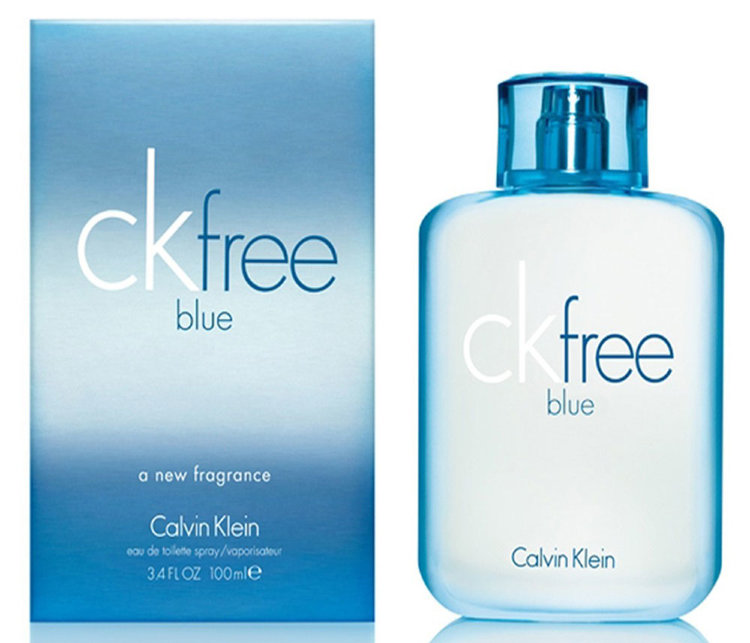 ckfree
blue
a new fragrance
Calvin Klein
eau de toilette spray/vaporisateur
3.4 FL OZ 100ml℮
ckfree
blue
Calvin Klein